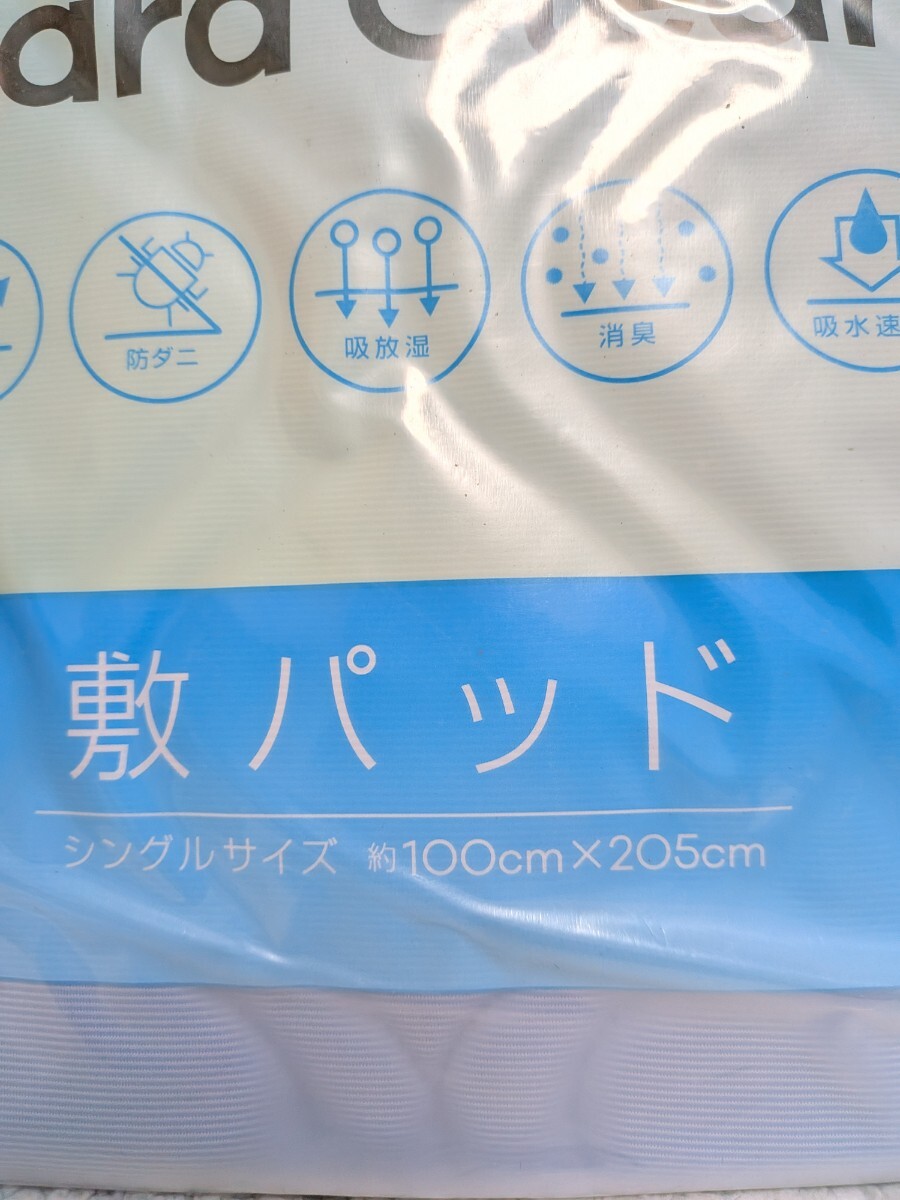 防ダニ
吸放湿
消臭
吸水速
敷パッド
シングルサイズ 約100cm×205cm